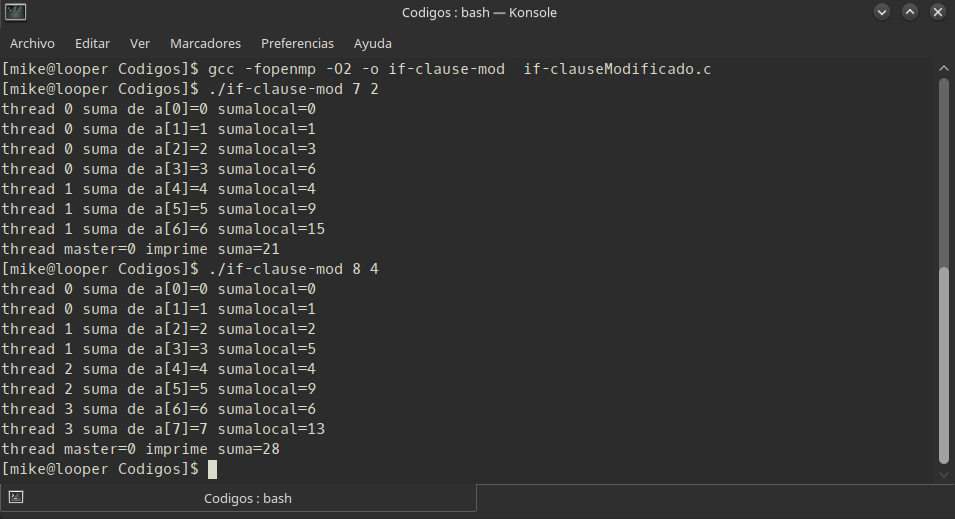 Codigos : bash — Konsole
Archivo Editar Ver Marcadores Preferencias Ayuda
[mike@looper Codigos]$ gcc -fopenmp -O2 -o if-clause-mod  if-clauseModificado.c
[mike@looper Codigos]$ ./if-clause-mod 7 2
thread 0 suma de a[0]=0 sumalocal=0
thread 0 suma de a[1]=1 sumalocal=1
thread 0 suma de a[2]=2 sumalocal=3
thread 0 suma de a[3]=3 sumalocal=6
thread 1 suma de a[4]=4 sumalocal=4
thread 1 suma de a[5]=5 sumalocal=9
thread 1 suma de a[6]=6 sumalocal=15
thread master=0 imprime suma=21
[mike@looper Codigos]$ ./if-clause-mod 8 4
thread 0 suma de a[0]=0 sumalocal=0
thread 0 suma de a[1]=1 sumalocal=1
thread 1 suma de a[2]=2 sumalocal=2
thread 1 suma de a[3]=3 sumalocal=5
thread 2 suma de a[4]=4 sumalocal=4
thread 2 suma de a[5]=5 sumalocal=9
thread 3 suma de a[6]=6 sumalocal=6
thread 3 suma de a[7]=7 sumalocal=13
thread master=0 imprime suma=28
[mike@looper Codigos]$
Codigos : bash